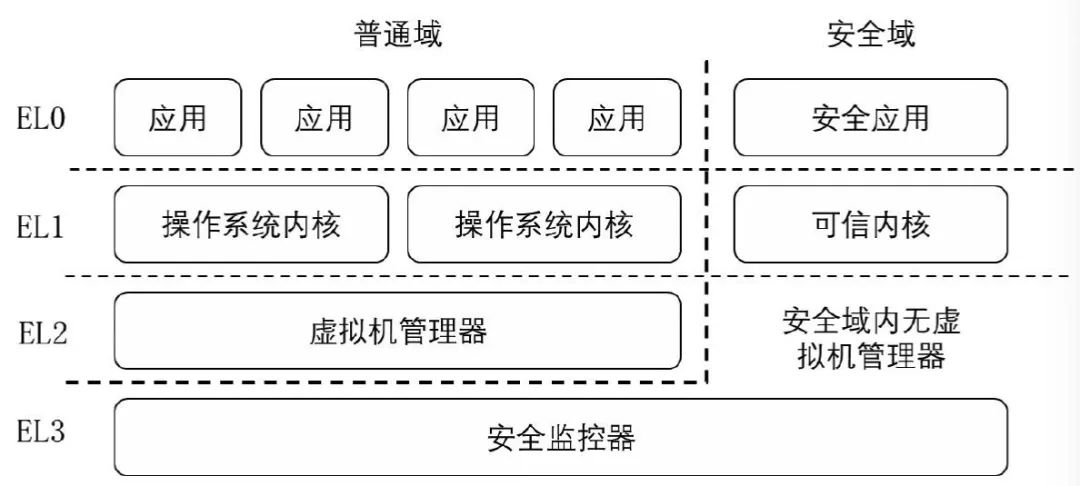 普通域 安全域
EL0 应用 应用 应用 应用 安全应用
EL1 操作系统内核 操作系统内核 可信内核
EL2 虚拟机管理器 安全域内无虚
拟机管理器
EL3 安全监控器